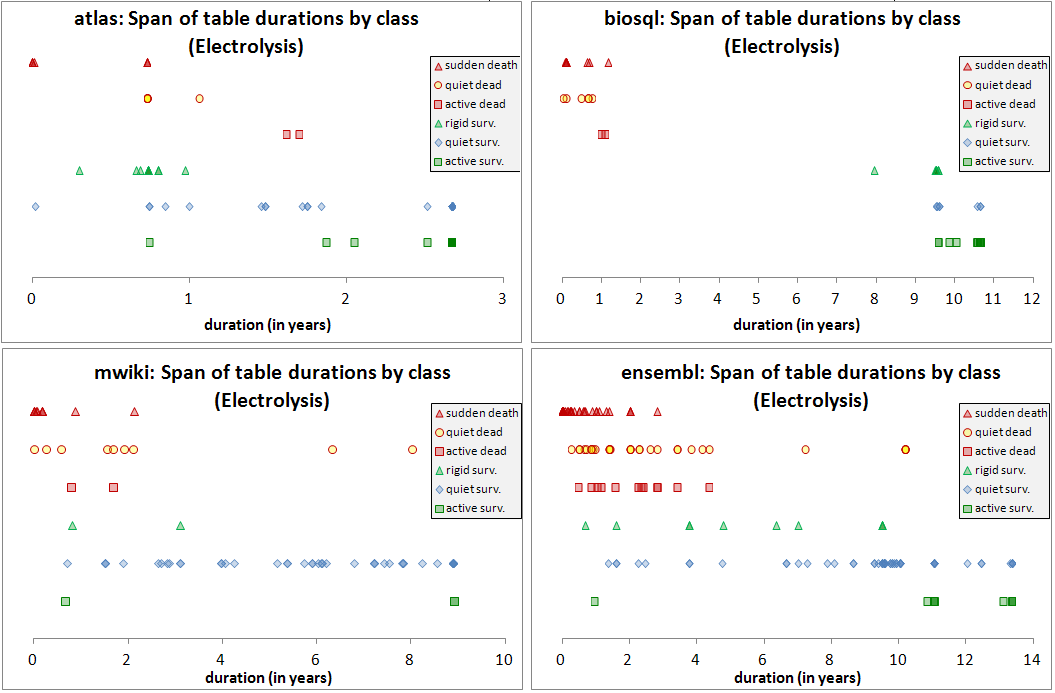 atlas: Span of table durations by class
(Electrolysis)
sudden death
quiet dead
active dead
rigid surv.
quiet surv.
active surv.
0 1 2 3
duration (in years)
biosql: Span of table durations by class
(Electrolysis)
sudden death
quiet dead
active dead
rigid surv.
quiet surv.
active surv.
0 1 2 3 4 5 6 7 8 9 10 11 12
duration (in years)
mwiki: Span of table durations by class
(Electrolysis)
sudden death
quiet dead
active dead
rigid surv.
quiet surv.
active surv.
0 2 4 6 8 10
duration (in years)
ensembl: Span of table durations by class
(Electrolysis)
sudden death
quiet dead
active dead
rigid surv.
quiet surv.
active surv.
0 2 4 6 8 10 12 14
duration (in years)